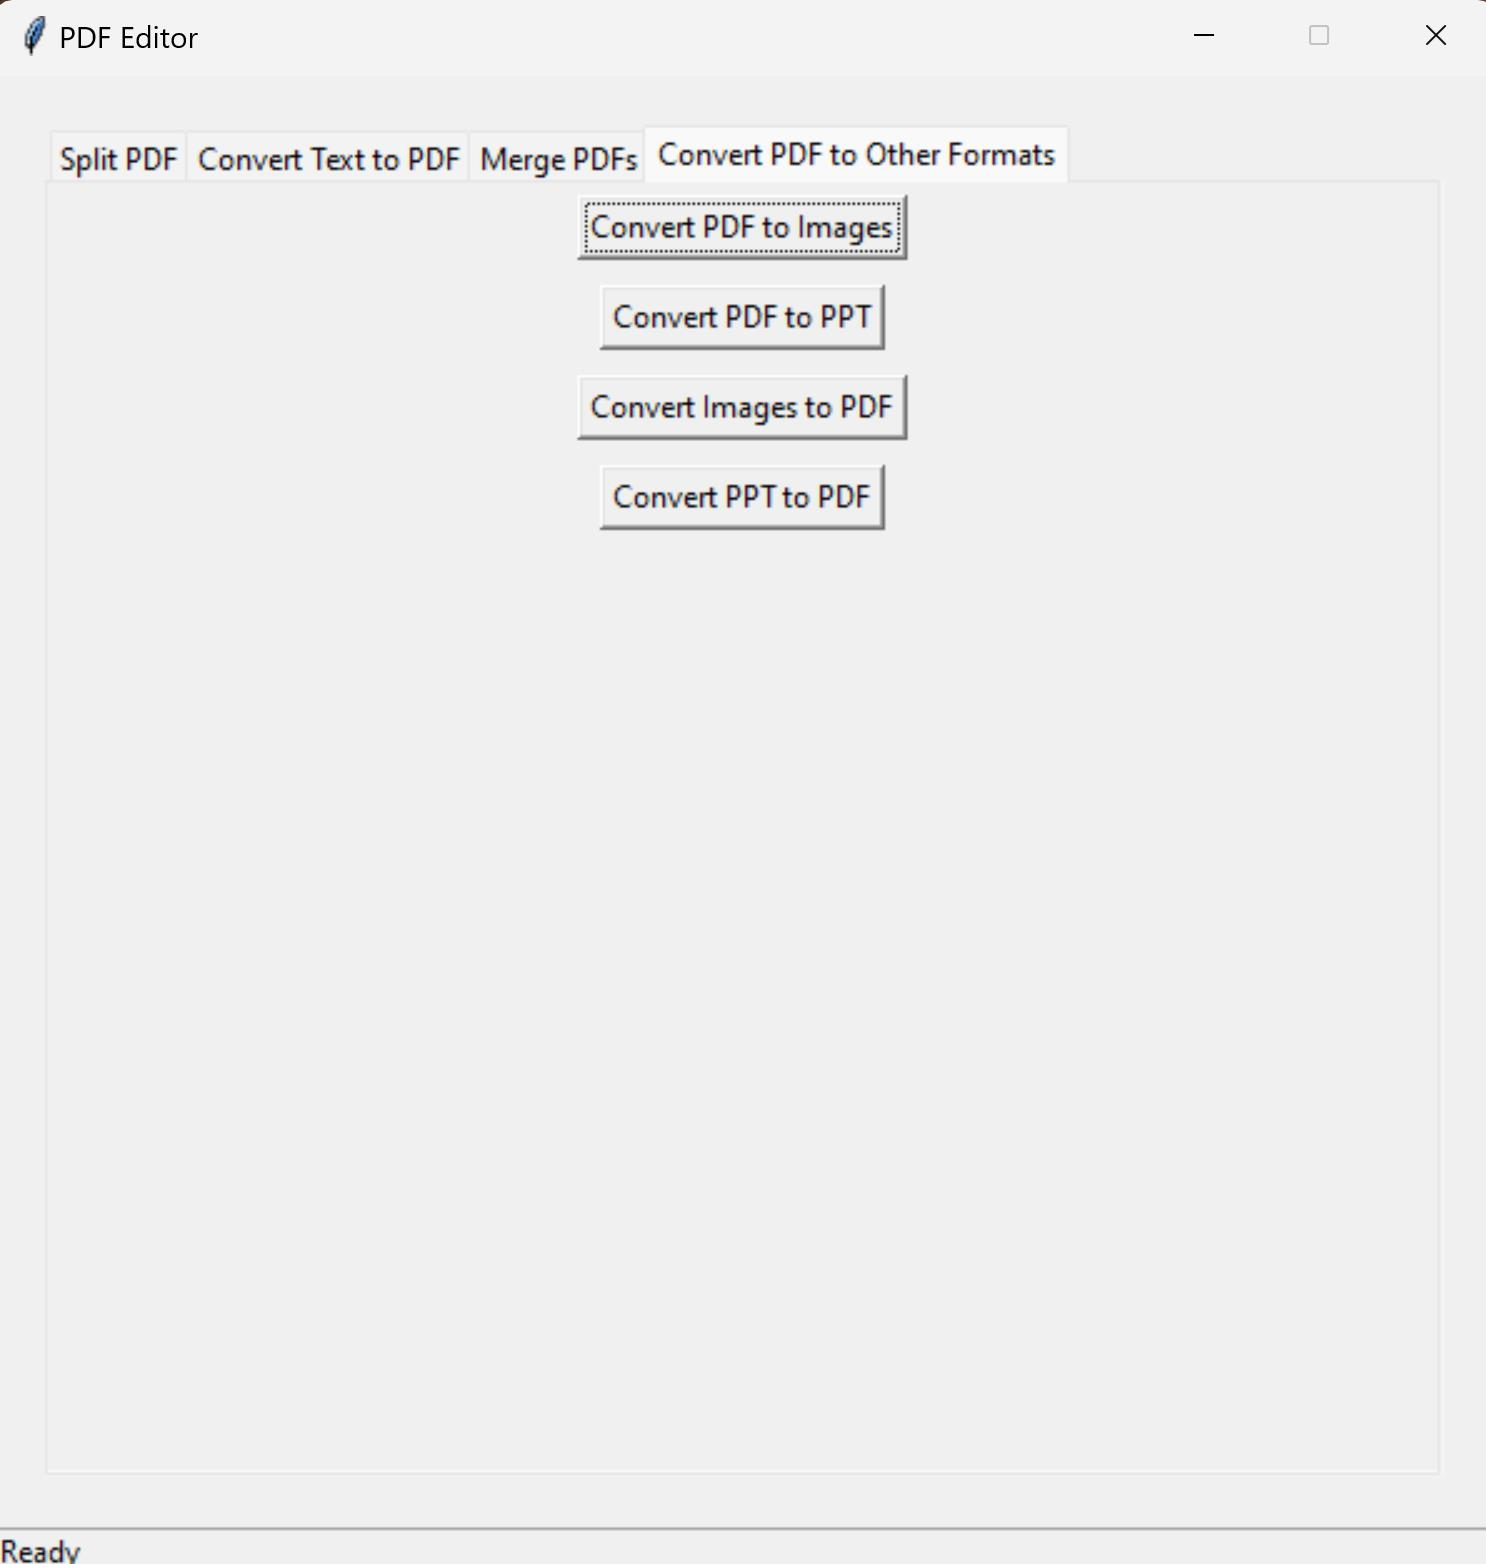 PDF Editor
Split PDF Convert Text to PDF Merge PDFs Convert PDF to Other Formats
Convert PDF to Images
Convert PDF to PPT
Convert Images to PDF
Convert PPT to PDF
Ready